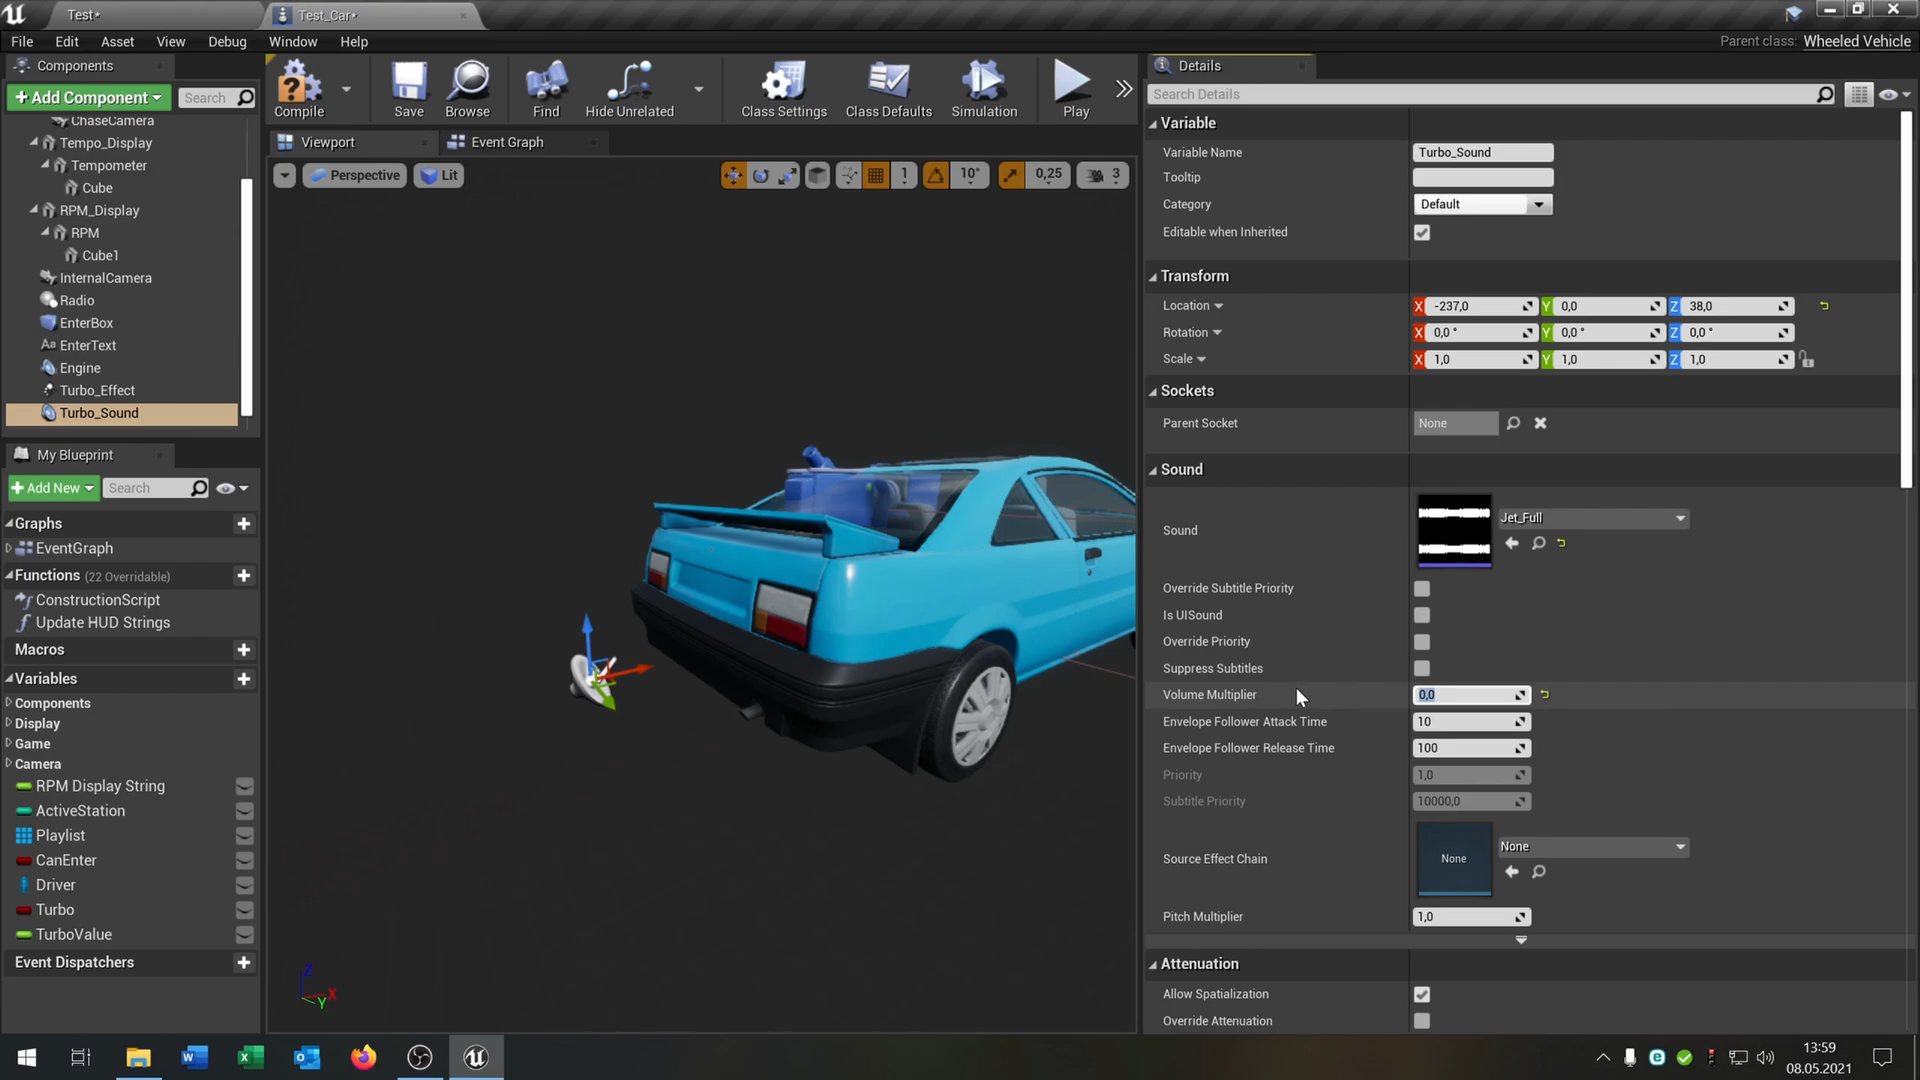 Test*
Test_Car*
File Edit Asset View Debug Window Help
Parent class: Wheeled Vehicle
Components
+ Add Component
Search
ChaseCamera
Tempo_Display
Tempometer
Cube
RPM_Display
RPM
Cube1
InternalCamera
Radio
EnterBox
Aa EnterText
Engine
Turbo_Effect
Turbo_Sound
My Blueprint
+ Add New
Search
Graphs
EventGraph
Functions (22 Overridable)
ConstructionScript
Update HUD Strings
Macros
Variables
Components
Display
Game
Camera
RPM Display String
ActiveStation
Playlist
CanEnter
Driver
Turbo
TurboValue
Event Dispatchers
Compile
Save
Browse
Find
Hide Unrelated
Class Settings
Class Defaults
Simulation
Play
Viewport
Event Graph
Perspective
Lit
1
10°
0,25
3
Z
X
Y
Details
Search Details
Variable
Variable Name Turbo_Sound
Tooltip
Category Default
Editable when Inherited
Transform
Location X -237,0 Y 0,0 Z 38,0
Rotation X 0,0 ° Y 0,0 ° Z 0,0 °
Scale X 1,0 Y 1,0 Z 1,0
Sockets
Parent Socket None
Sound
Sound Jet_Full
Override Subtitle Priority
Is UISound
Override Priority
Suppress Subtitles
Volume Multiplier 0,0
Envelope Follower Attack Time 10
Envelope Follower Release Time 100
Priority 1,0
Subtitle Priority 10000,0
Source Effect Chain None None
Pitch Multiplier 1,0
Attenuation
Allow Spatialization
Override Attenuation
13:59
08.05.2021